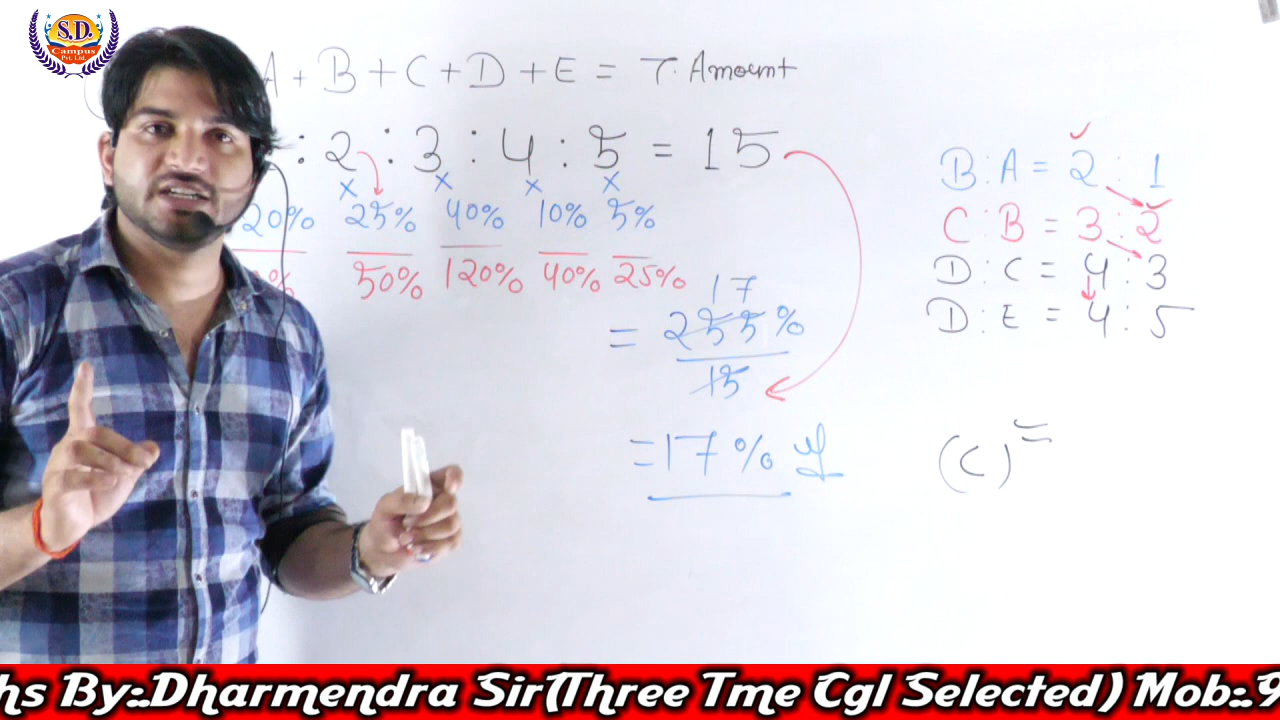 S.D.
Campus
Pvt. Ltd.
A + B + C + D + E = T. Amount
: 2 : 3 : 4 : 5 = 15
× × × ×
20% 25% 40% 10% 5%
% 50% 120% 40% 25%
17
= 255%
15
= 17%
B : A = 2 : 1
C : B = 3 : 2
D : C = 4 : 3
D : E = 4 : 5
(C)
hs By:.Dharmendra Sir(Three Tme Cgl Selected) Mob:.9